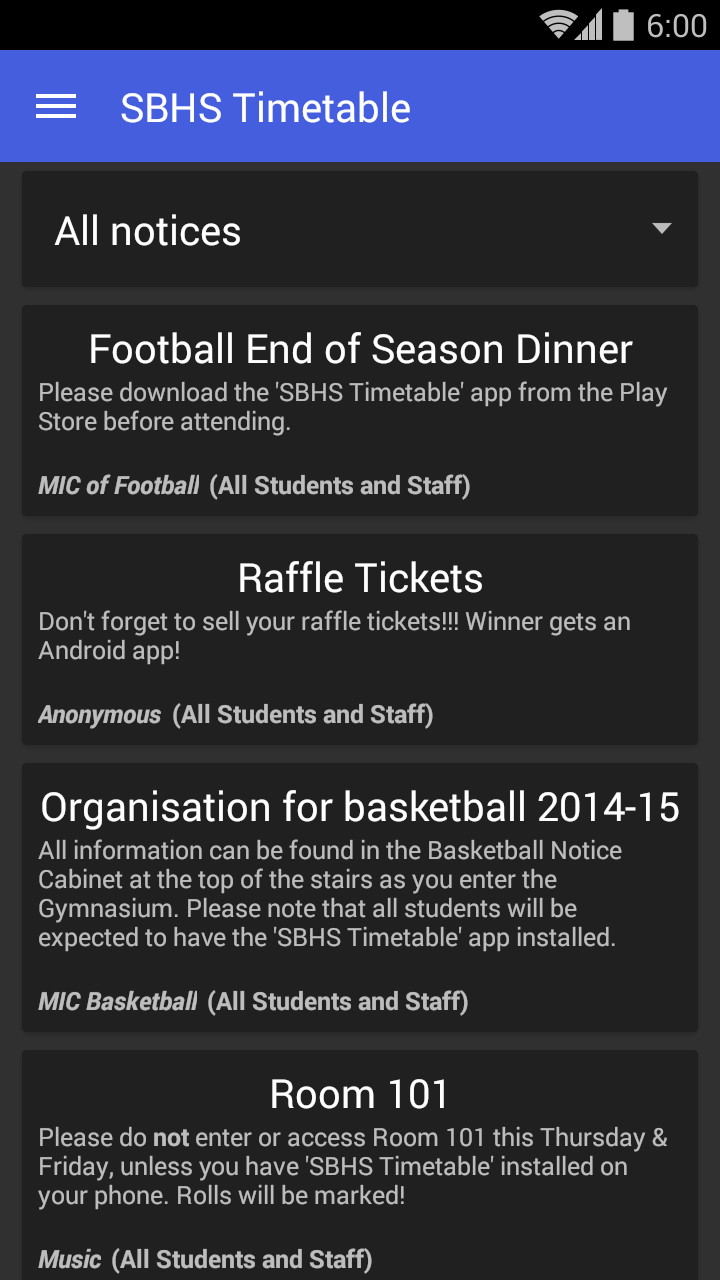 6:00
SBHS Timetable
All notices
Football End of Season Dinner
Please download the 'SBHS Timetable' app from the Play
Store before attending.
MIC of Football (All Students and Staff)
Raffle Tickets
Don't forget to sell your raffle tickets!!! Winner gets an
Android app!
Anonymous (All Students and Staff)
Organisation for basketball 2014-15
All information can be found in the Basketball Notice
Cabinet at the top of the stairs as you enter the
Gymnasium. Please note that all students will be
expected to have the 'SBHS Timetable' app installed.
MIC Basketball (All Students and Staff)
Room 101
Please do not enter or access Room 101 this Thursday &
Friday, unless you have 'SBHS Timetable' installed on
your phone. Rolls will be marked!
Music (All Students and Staff)